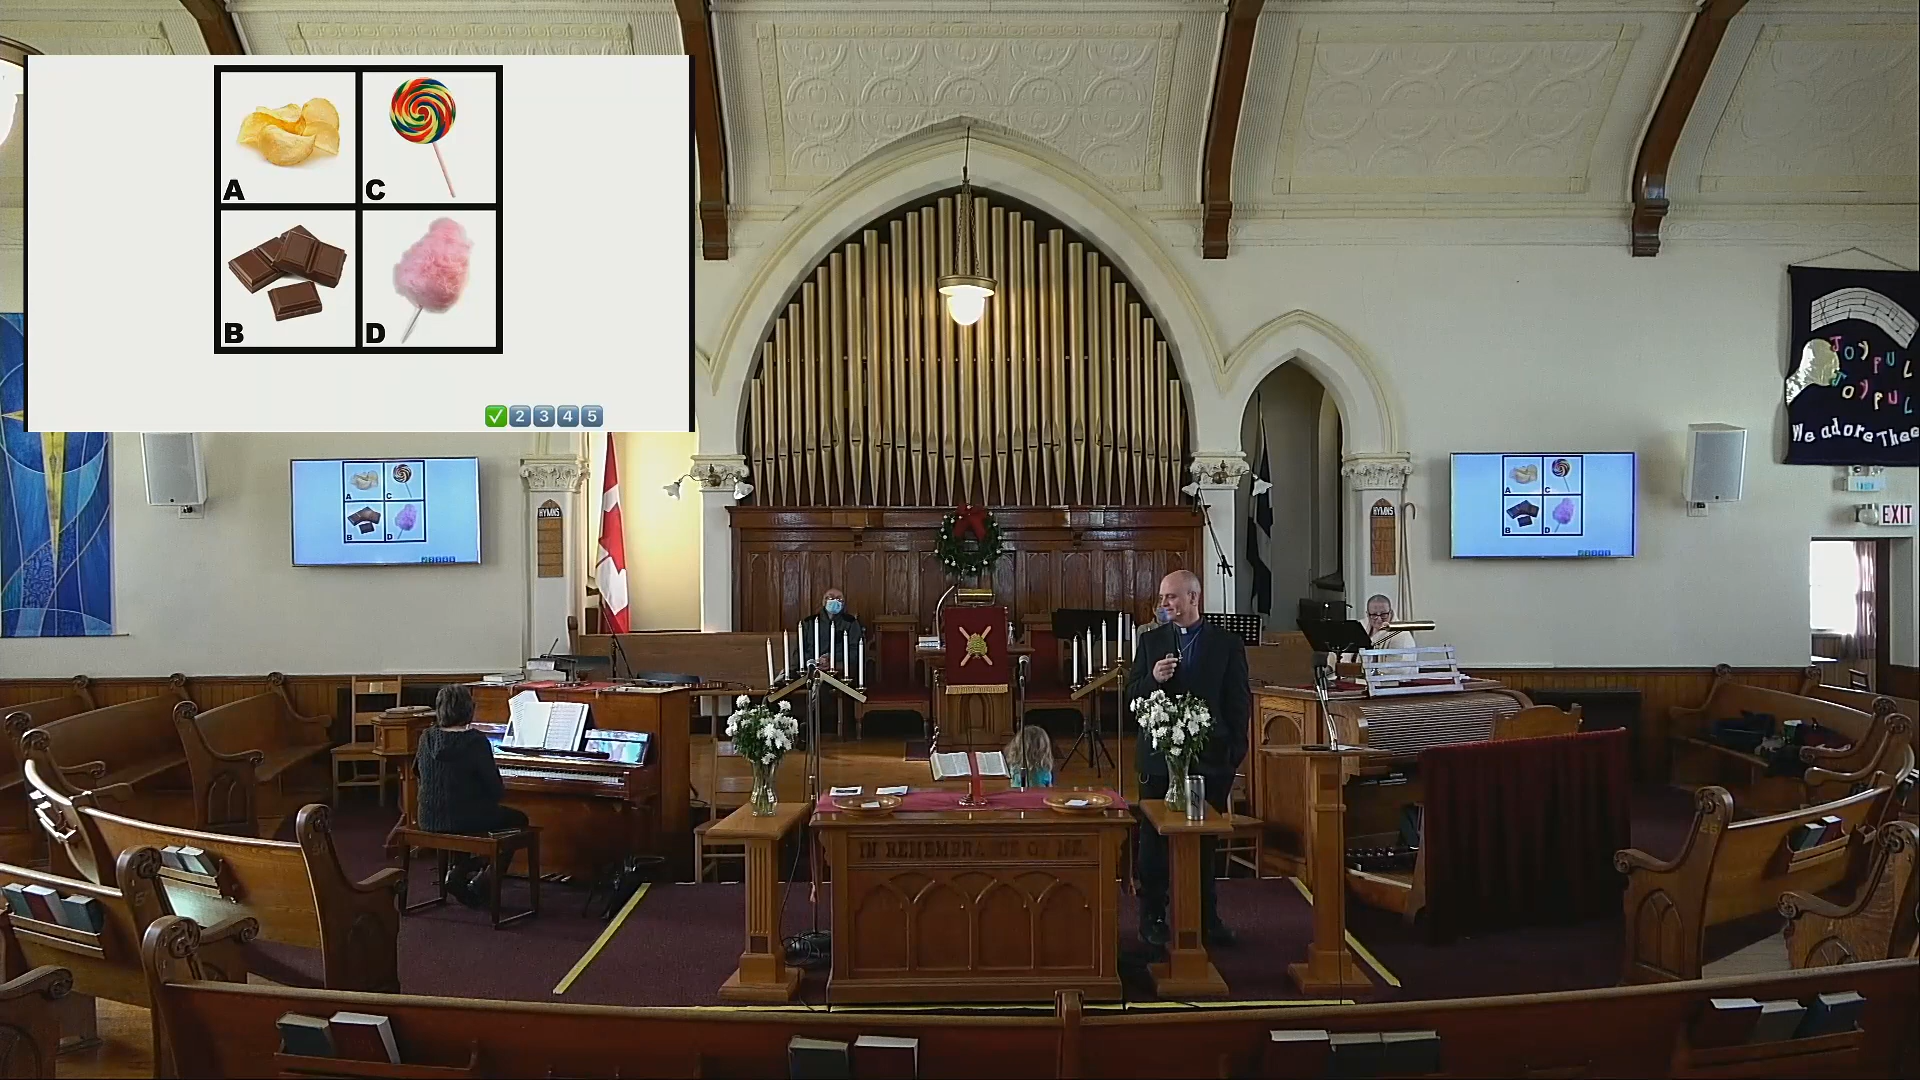 A
C
B
D
✓ 2 3 4 5
JOYFUL
JOYFUL
We adore Thee
EXIT
HYMNS
HYMNS
A
C
B
D
A
C
B
D
IN REMEMBRANCE OF ME